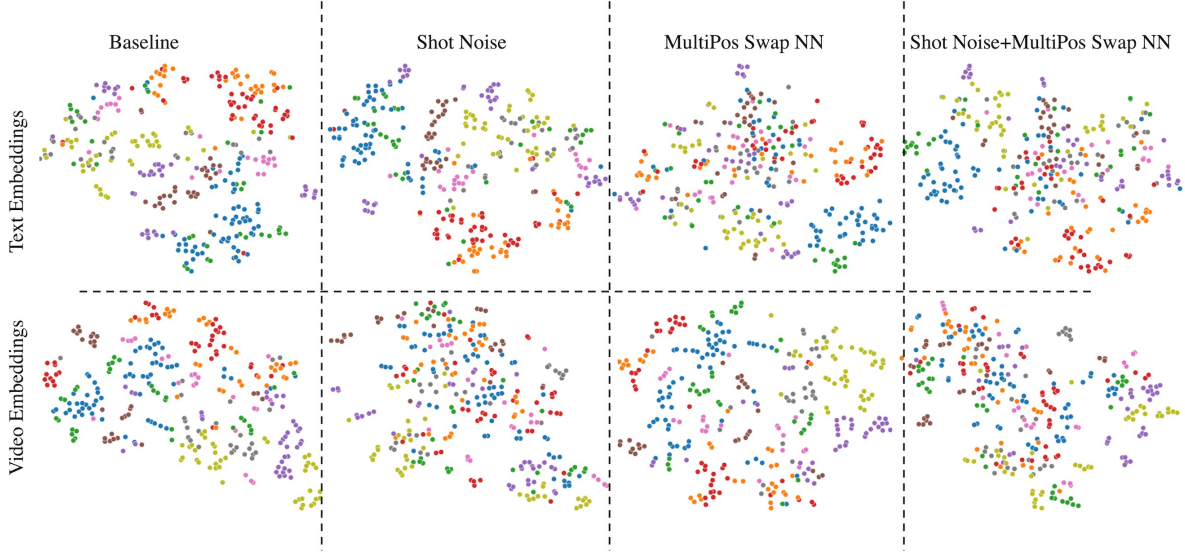 Baseline
Shot Noise
MultiPos Swap NN
Shot Noise+MultiPos Swap NN
Text Embeddings
Video Embeddings